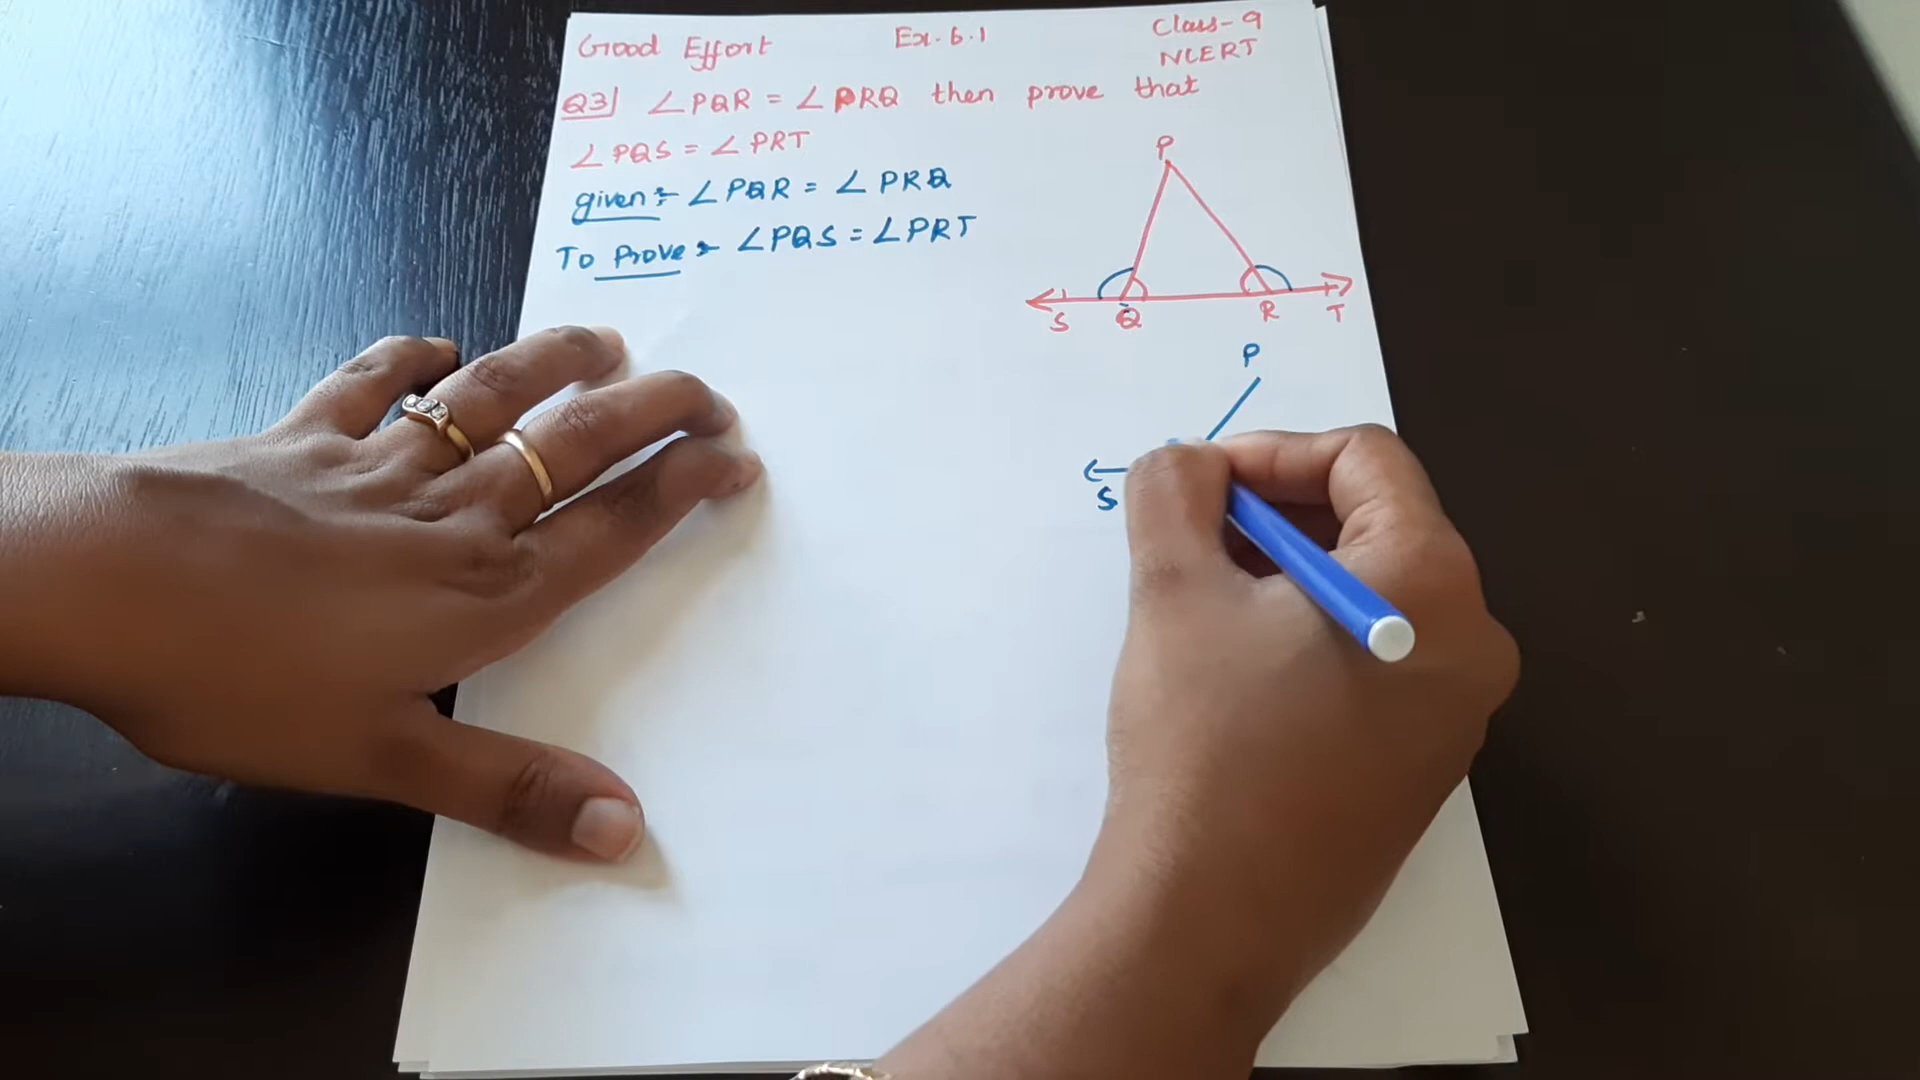 Good Effort Ex. 6.1 Class-9
NCERT
Q3) ∠PQR = ∠PRQ then prove that
∠PQS = ∠PRT
given:- ∠PQR = ∠PRQ
To Prove:- ∠PQS = ∠PRT
P
S Q R T
P
S